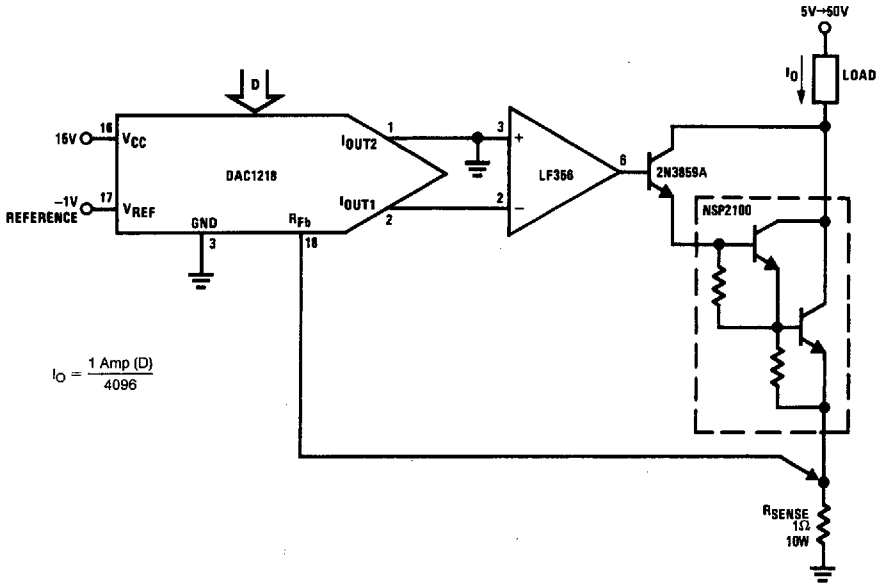 5V→50V
I_O
LOAD
D
16
15V
V_CC
1
I_OUT2
3
+
6
2N3859A
DAC1218
LF356
17
-1V
REFERENCE
V_REF
I_OUT1
2
2
−
GND
3
R_Fb
18
NSP2100
I_O = 1 Amp (D)
4096
R_SENSE
1Ω
10W